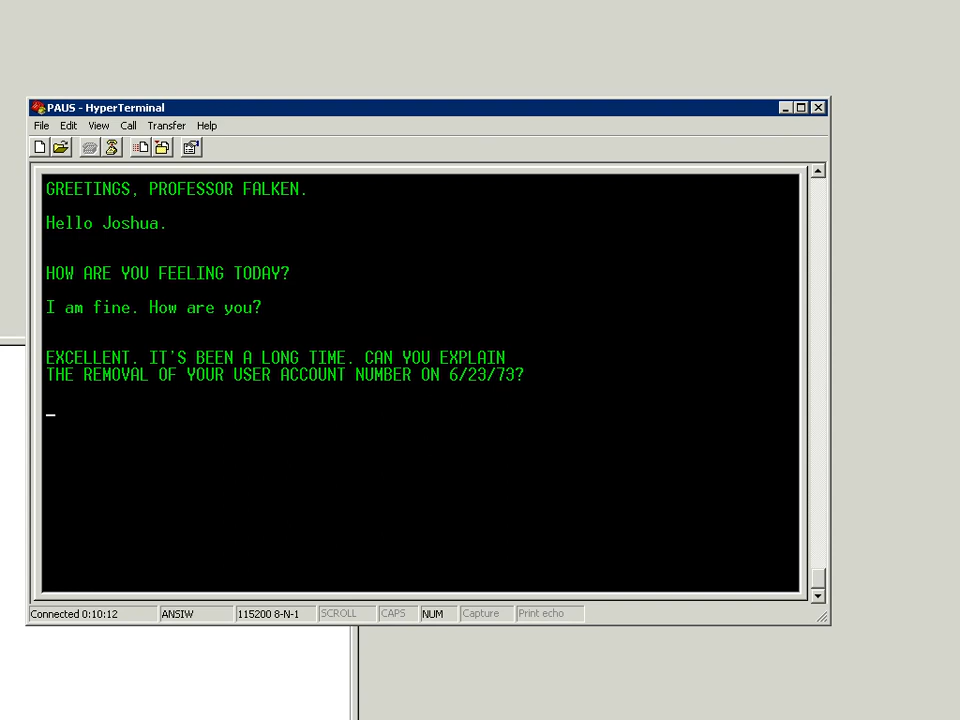 PAUS - HyperTerminal
File Edit View Call Transfer Help
GREETINGS, PROFESSOR FALKEN.
Hello Joshua.
HOW ARE YOU FEELING TODAY?
I am fine. How are you?
EXCELLENT. IT'S BEEN A LONG TIME. CAN YOU EXPLAIN
THE REMOVAL OF YOUR USER ACCOUNT NUMBER ON 6/23/73?
_
Connected 0:10:12 ANSIW 115200 8-N-1 SCROLL CAPS NUM Capture Print echo